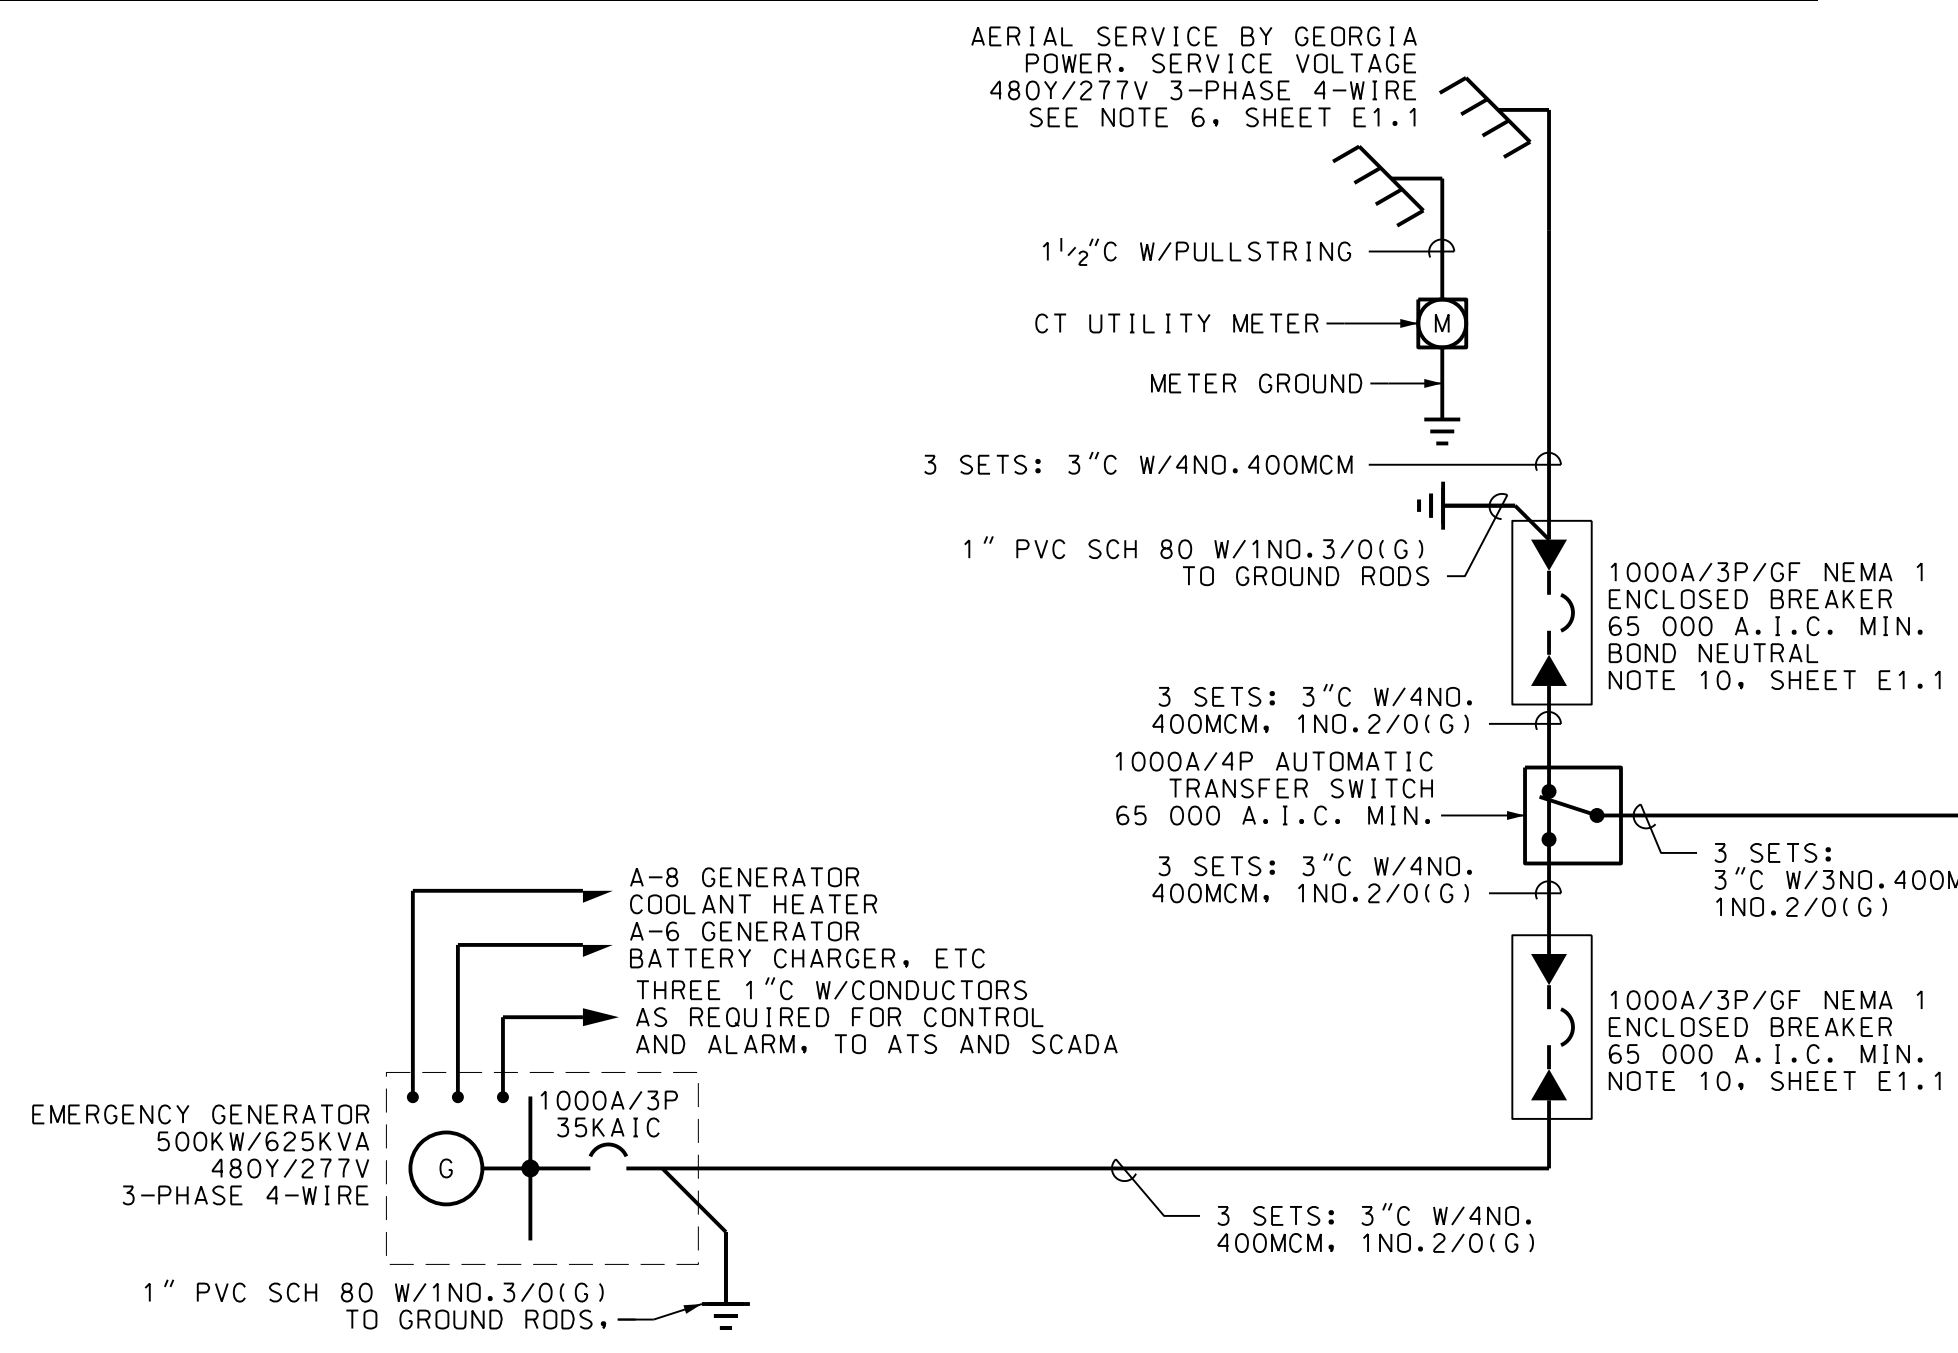 AERIAL SERVICE BY GEORGIA
POWER. SERVICE VOLTAGE
480Y/277V 3-PHASE 4-WIRE
SEE NOTE 6, SHEET E1.1
1 1/2"C W/PULLSTRING
CT UTILITY METER
M
METER GROUND
3 SETS: 3"C W/4NO.400MCM
1" PVC SCH 80 W/1NO.3/0(G)
TO GROUND RODS
1000A/3P/GF NEMA 1
ENCLOSED BREAKER
65 000 A.I.C. MIN.
BOND NEUTRAL
NOTE 10, SHEET E1.1
3 SETS: 3"C W/4NO.
400MCM, 1NO.2/0(G)
1000A/4P AUTOMATIC
TRANSFER SWITCH
65 000 A.I.C. MIN.
3 SETS: 3"C W/4NO.
400MCM, 1NO.2/0(G)
3 SETS:
3"C W/3NO.400M
1NO.2/0(G)
A-8 GENERATOR
COOLANT HEATER
A-6 GENERATOR
BATTERY CHARGER, ETC
THREE 1"C W/CONDUCTORS
AS REQUIRED FOR CONTROL
AND ALARM, TO ATS AND SCADA
1000A/3P/GF NEMA 1
ENCLOSED BREAKER
65 000 A.I.C. MIN.
NOTE 10, SHEET E1.1
EMERGENCY GENERATOR
500KW/625KVA
480Y/277V
3-PHASE 4-WIRE
G
1000A/3P
35KAIC
3 SETS: 3"C W/4NO.
400MCM, 1NO.2/0(G)
1" PVC SCH 80 W/1NO.3/0(G)
TO GROUND RODS,